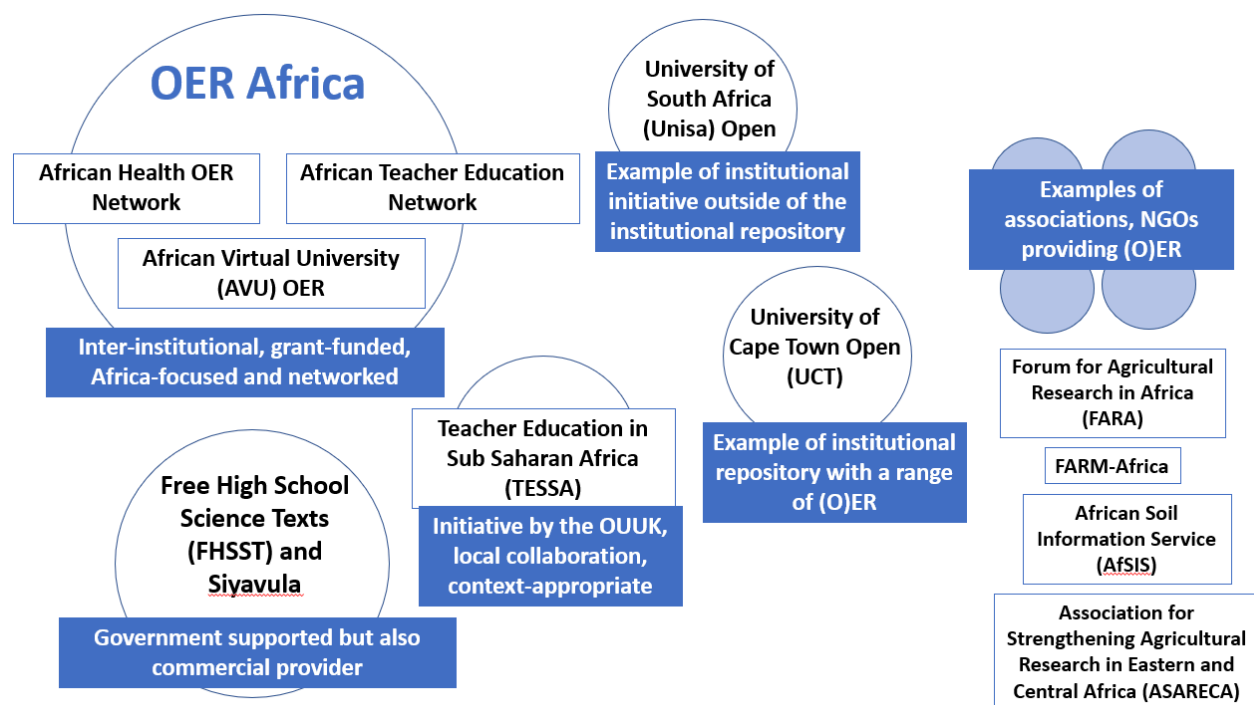 OER Africa
African Health OER
Network
African Teacher Education
Network
African Virtual University
(AVU) OER
Inter-institutional, grant-funded,
Africa-focused and networked
University of
South Africa
(Unisa) Open
Example of institutional
initiative outside of the
institutional repository
Examples of
associations, NGOs
providing (O)ER
University of
Cape Town Open
(UCT)
Example of institutional
repository with a range
of (O)ER
Teacher Education in
Sub Saharan Africa
(TESSA)
Initiative by the OUUK,
local collaboration,
context-appropriate
Free High School
Science Texts
(FHSST) and
Siyavula
Government supported but also
commercial provider
Forum for Agricultural
Research in Africa
(FARA)
FARM-Africa
African Soil
Information Service
(AfSIS)
Association for
Strengthening Agricultural
Research in Eastern and
Central Africa (ASARECA)